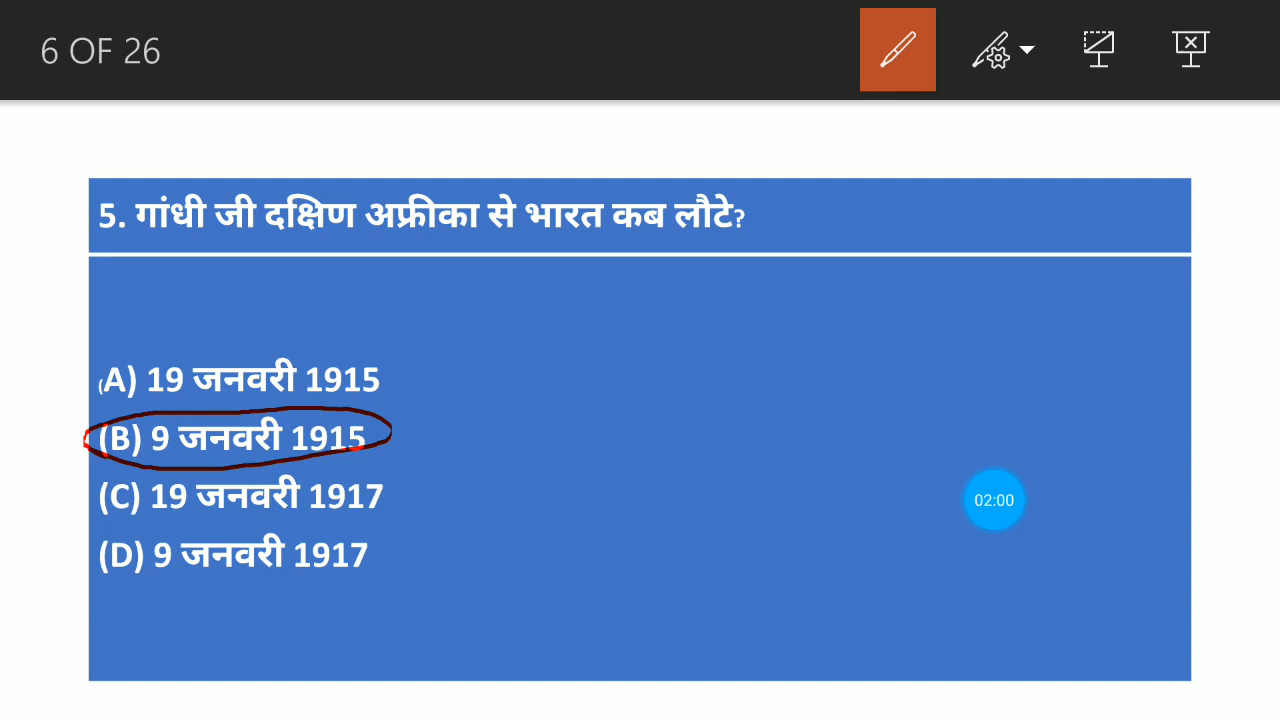 6 OF 26
5. गांधी जी दक्षिण अफ्रीका से भारत कब लौटे?
(A) 19 जनवरी 1915
(B) 9 जनवरी 1915
(C) 19 जनवरी 1917
02:00
(D) 9 जनवरी 1917